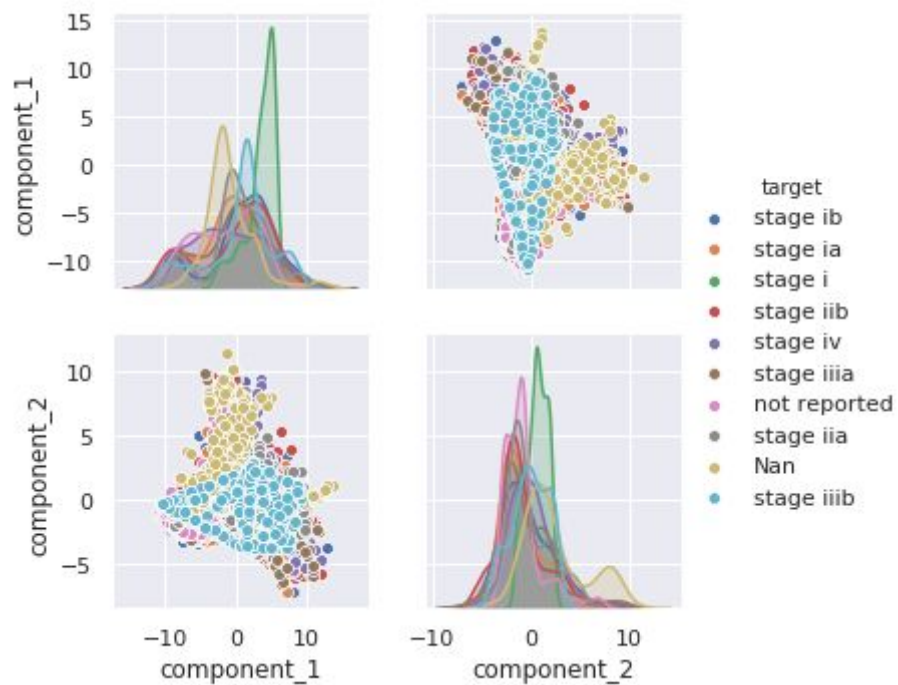 component_1
15
10
5
0
−5
−10
component_2
10
5
0
−5
−10
0
10
component_1
−10
0
10
component_2
target
stage ib
stage ia
stage i
stage iib
stage iv
stage iiia
not reported
stage iia
Nan
stage iiib